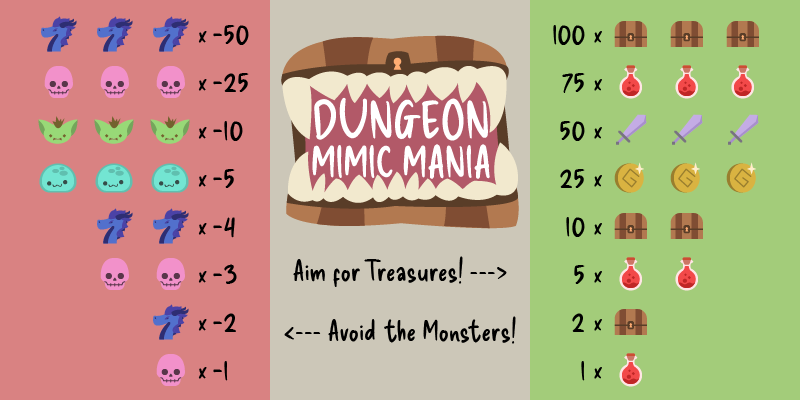 x -50
x -25
x -10
x -5
x -4
x -3
x -2
x -1
DUNGEON
MIMIC MANIA
Aim for Treasures! --->
<--- Avoid the Monsters!
100 x
75 x
50 x
25 x
10 x
5 x
2 x
1 x